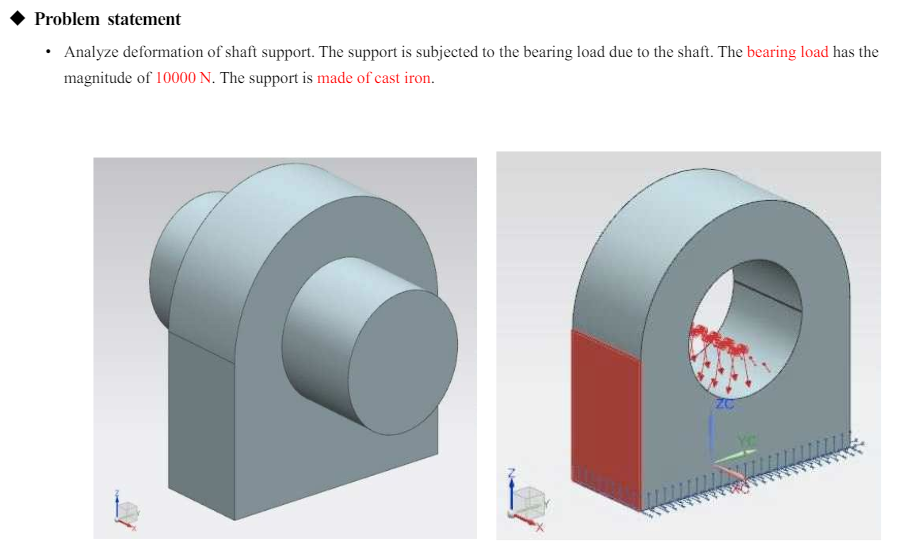 ◆ Problem statement
• Analyze deformation of shaft support. The support is subjected to the bearing load due to the shaft. The bearing load has the
magnitude of 10000 N. The support is made of cast iron.
ZC
YC
XC
Z
Y
X
Z
X